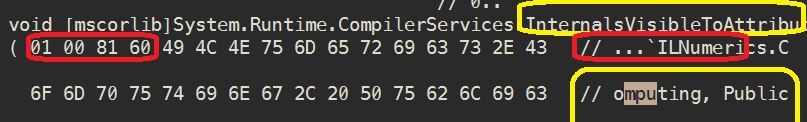 // 0..
void [mscorlib]System.Runtime.CompilerServices.InternalsVisibleToAttribu
( 01 00 81 60 49 4C 4E 75 6D 65 72 69 63 73 2E 43 // ...`ILNumerics.C
6F 6D 70 75 74 69 6E 67 2C 20 50 75 62 6C 69 63 // omputing, Public